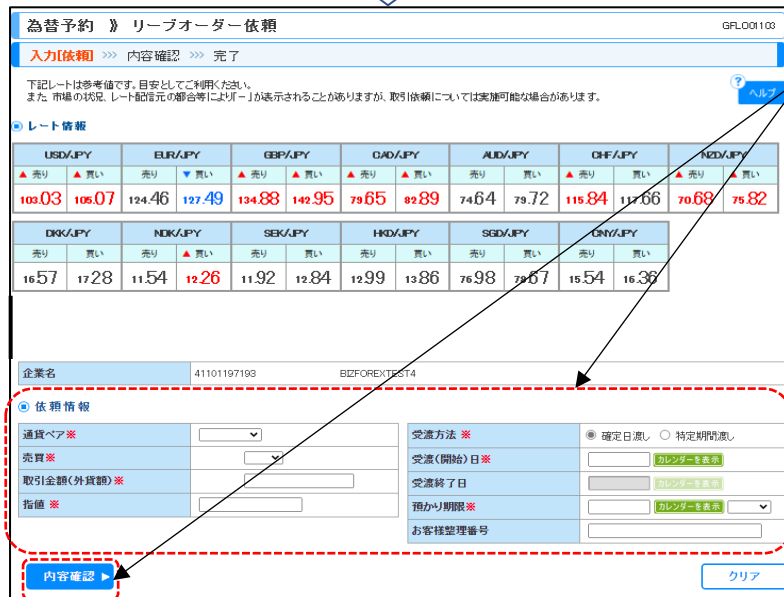 為替予約 》 リーブオーダー依頼
GFL001103
入力[依頼] >>> 内容確認 >>> 完了
下記レートは参考値です。目安としてご利用ください。
また、市場の状況、レート配信元の都合等により「-」が表示されることがありますが、取引依頼については実施可能な場合があります。
? ヘルプ
レート情報
USD/JPY EUR/JPY GBP/JPY CAD/JPY AUD/JPY CHF/JPY NZD/JPY
▲ 売り ▲ 買い 売り ▼ 買い ▲ 売り ▲ 買い ▲ 売り ▲ 買い 売り 買い ▲ 売り 買い ▲ 売り ▲ 買い
103.03 105.07 124.46 127.49 134.88 142.95 79.65 82.89 74.64 79.72 115.84 117.66 70.68 75.82
DKK/JPY NOK/JPY SEK/JPY HKD/JPY SGD/JPY CNY/JPY
売り 買い 売り ▲ 買い 売り 買い 売り 買い 売り 買い 売り 買い
16.57 17.28 11.54 12.26 11.92 12.84 12.99 13.86 76.98 79.67 15.54 16.36
企業名 41101197193 BIZFOREXTEST4
依頼情報
通貨ペア※
売買※
取引金額(外貨額)※
指値 ※
受渡方法 ※ 確定日渡し 特定期間渡し
受渡(開始)日※ カレンダーを表示
受渡終了日 カレンダーを表示
預かり期限※ カレンダーを表示
お客様整理番号
内容確認 ▶
クリア